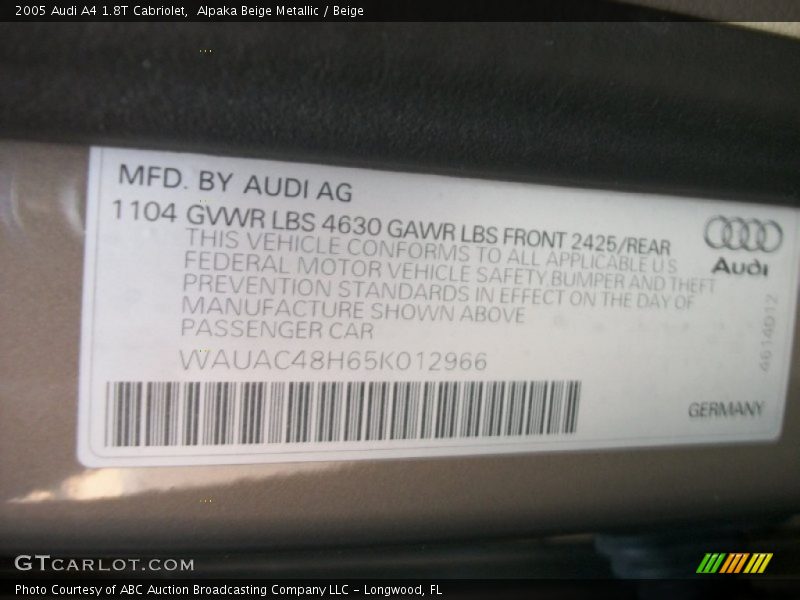 2005 Audi A4 1.8T Cabriolet,  Alpaka Beige Metallic / Beige
MFD. BY AUDI AG
1104 GVWR LBS 4630 GAWR LBS FRONT 2425/REAR
THIS VEHICLE CONFORMS TO ALL APPLICABLE U S
FEDERAL MOTOR VEHICLE SAFETY, BUMPER AND THEFT
PREVENTION STANDARDS IN EFFECT ON THE DAY OF
MANUFACTURE SHOWN ABOVE
PASSENGER CAR
WAUAC48H65K012966
Audi
4614912
GERMANY
GTCARLOT.COM
Photo Courtesy of ABC Auction Broadcasting Company LLC - Longwood, FL